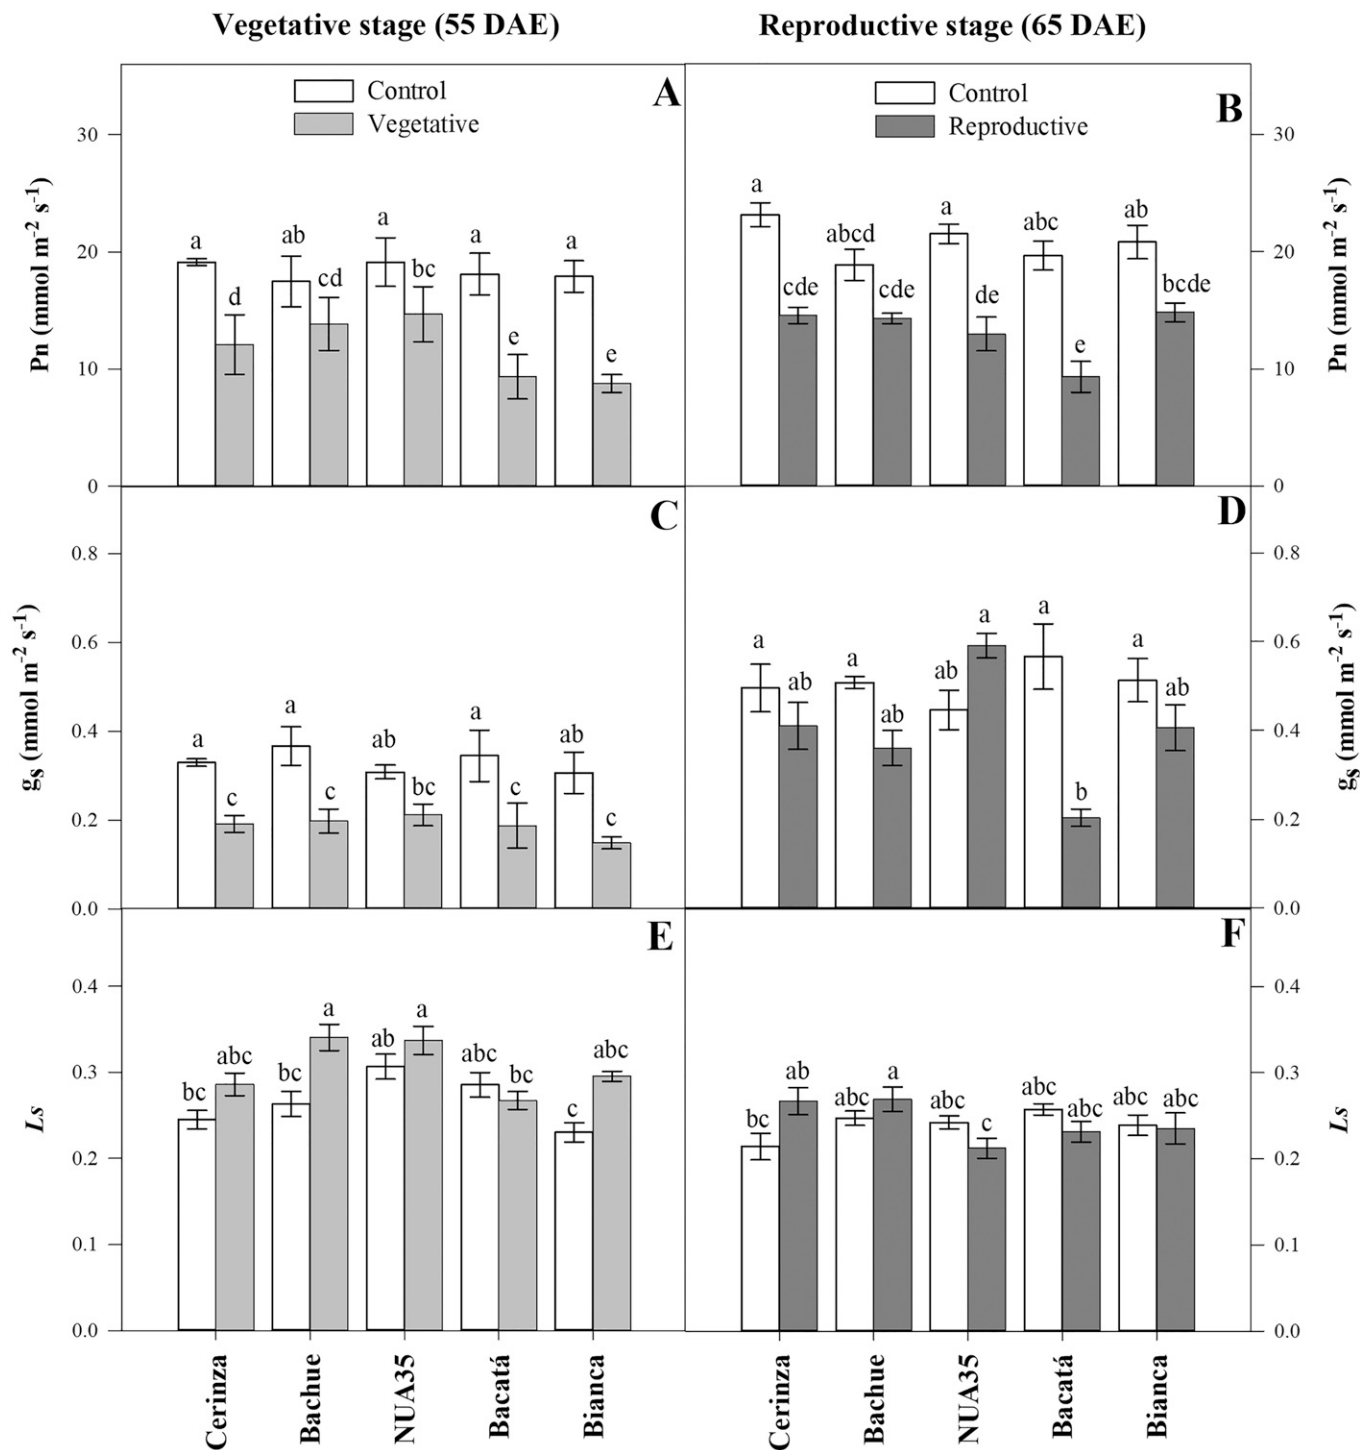 Vegetative stage (55 DAE)
Reproductive stage (65 DAE)
Control
Vegetative
A
Control
Reproductive
B
30
20
10
0
Pn (mmol m⁻² s⁻¹)
a
d
ab
cd
a
bc
a
e
a
e
a
cde
abcd
cde
a
de
abc
e
ab
bcde
30
20
10
0
Pn (mmol m⁻² s⁻¹)
C
D
0.8
0.6
0.4
0.2
0.0
gs (mmol m⁻² s⁻¹)
a
c
a
c
ab
bc
a
c
ab
c
a
ab
a
ab
ab
a
a
b
a
ab
0.8
0.6
0.4
0.2
0.0
gs (mmol m⁻² s⁻¹)
E
F
0.4
0.3
0.2
0.1
0.0
Ls
bc
abc
bc
a
ab
a
abc
bc
c
abc
bc
ab
abc
a
abc
c
abc
abc
abc
abc
0.4
0.3
0.2
0.1
0.0
Ls
Cerinza
Bachue
NUA35
Bacatá
Bianca
Cerinza
Bachue
NUA35
Bacatá
Bianca